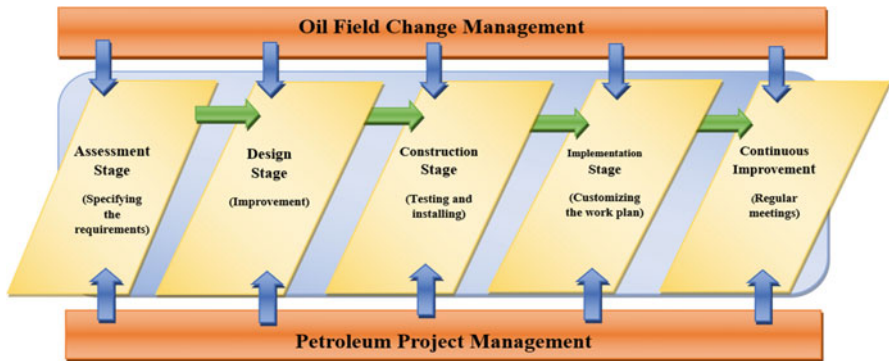 Oil Field Change Management
Assessment
Stage
(Specifying
the
requirements)
Design
Stage
(Improvement)
Construction
Stage
(Testing and
installing)
Implementation
Stage
(Customizing
the work plan)
Continuous
Improvement
(Regular
meetings)
Petroleum Project Management